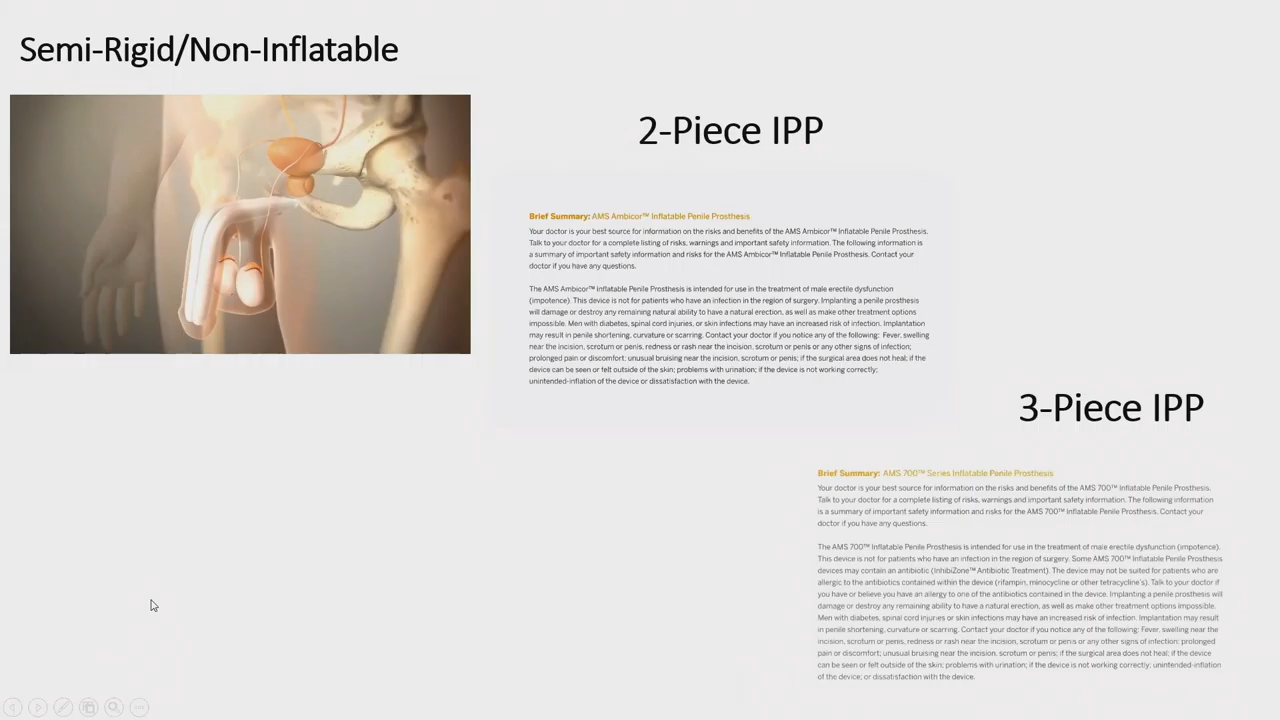 Semi-Rigid/Non-Inflatable
2-Piece IPP
Brief Summary: AMS Ambicor™ Inflatable Penile Prosthesis
Your doctor is your best source for information on the risks and benefits of the AMS Ambicor™ Inflatable Penile Prosthesis.
Talk to your doctor for a complete listing of risks, warnings and important safety information. The following information is
a summary of important safety information and risks for the AMS Ambicor™ Inflatable Penile Prosthesis. Contact your
doctor if you have any questions.
The AMS Ambicor™ Inflatable Penile Prosthesis is intended for use in the treatment of male erectile dysfunction
(impotence). This device is not for patients who have an infection in the region of surgery. Implanting a penile prosthesis
will damage or destroy any remaining natural ability to have a natural erection, as well as make other treatment options
impossible. Men with diabetes, spinal cord injuries, or skin infections may have an increased risk of infection. Implantation
may result in penile shortening, curvature or scarring. Contact your doctor if you notice any of the following: Fever, swelling
near the incision, scrotum or penis, redness or rash near the incision, scrotum or penis or any other signs of infection;
prolonged pain or discomfort; unusual bruising near the incision, scrotum or penis; if the surgical area does not heal; if the
device can be seen or felt outside of the skin; problems with urination; if the device is not working correctly;
unintended-inflation of the device or dissatisfaction with the device.
3-Piece IPP
Brief Summary: AMS 700™ Series Inflatable Penile Prosthesis
Your doctor is your best source for information on the risks and benefits of the AMS 700™ Inflatable Penile Prosthesis.
Talk to your doctor for a complete listing of risks, warnings and important safety information. The following information
is a summary of important safety information and risks for the AMS 700™ Inflatable Penile Prosthesis. Contact your
doctor if you have any questions.
The AMS 700™ Inflatable Penile Prosthesis is intended for use in the treatment of male erectile dysfunction (impotence).
This device is not for patients who have an infection in the region of surgery. Some AMS 700™ Inflatable Penile Prosthesis
devices may contain an antibiotic (InhibiZone™ Antibiotic Treatment). The device may not be suited for patients who are
allergic to the antibiotics contained within the device (rifampin, minocycline or other tetracycline's). Talk to your doctor if
you have or believe you have an allergy to one of the antibiotics contained in the device. Implanting a penile prosthesis will
damage or destroy any remaining ability to have a natural erection, as well as make other treatment options impossible.
Men with diabetes, spinal cord injuries or skin infections may have an increased risk of infection. Implantation may result
in penile shortening, curvature or scarring. Contact your doctor if you notice any of the following: Fever, swelling near the
incision, scrotum or penis, redness or rash near the incision, scrotum or penis or any other signs of infection; prolonged
pain or discomfort; unusual bruising near the incision, scrotum or penis; if the surgical area does not heal; if the device
can be seen or felt outside of the skin; problems with urination; if the device is not working correctly; unintended-inflation
of the device; or dissatisfaction with the device.